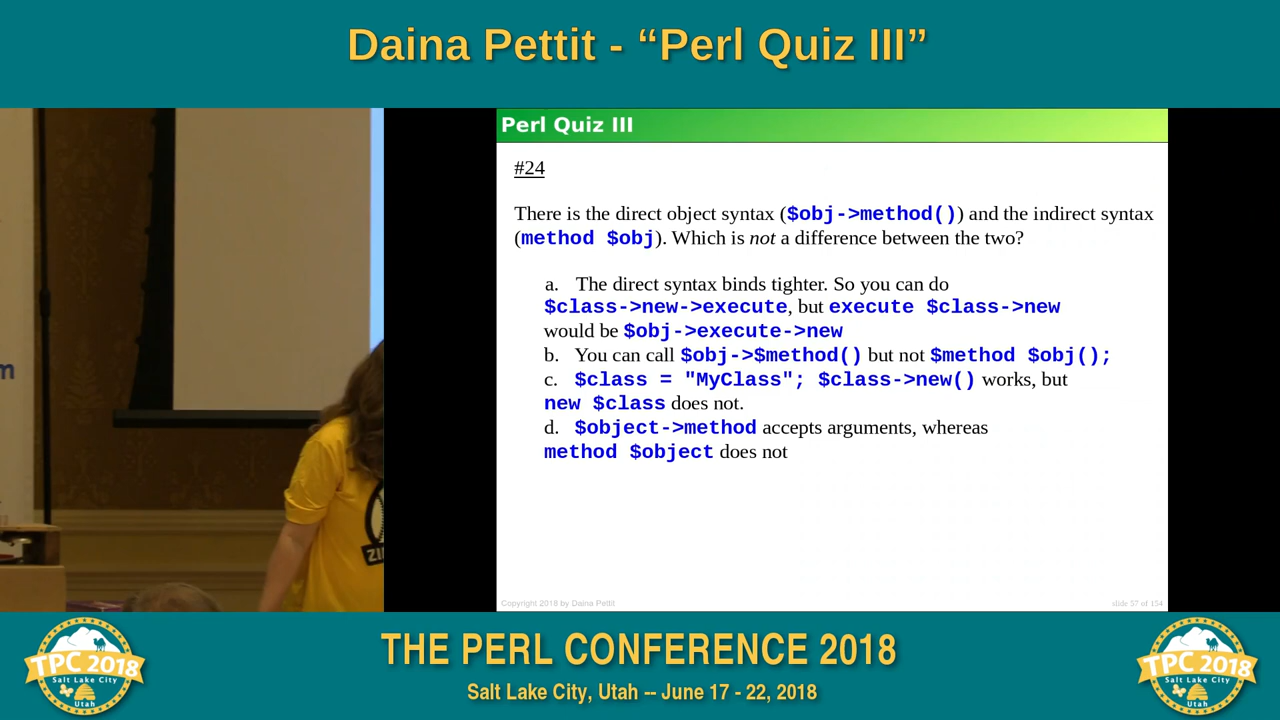 Daina Pettit - “Perl Quiz III”
Perl Quiz III
#24
There is the direct object syntax ($obj->method()) and the indirect syntax
(method $obj). Which is not a difference between the two?
a. The direct syntax binds tighter. So you can do
$class->new->execute, but execute $class->new
would be $obj->execute->new
b. You can call $obj->$method() but not $method $obj();
c. $class = "MyClass"; $class->new() works, but
new $class does not.
d. $object->method accepts arguments, whereas
method $object does not
Copyright 2018 by Daina Pettit
slide 57 of 154
m
ZI
TPC 2018
Salt Lake City
Utah
THE PERL CONFERENCE 2018
Salt Lake City, Utah -- June 17 - 22, 2018
TPC 2018
Salt Lake City
Utah